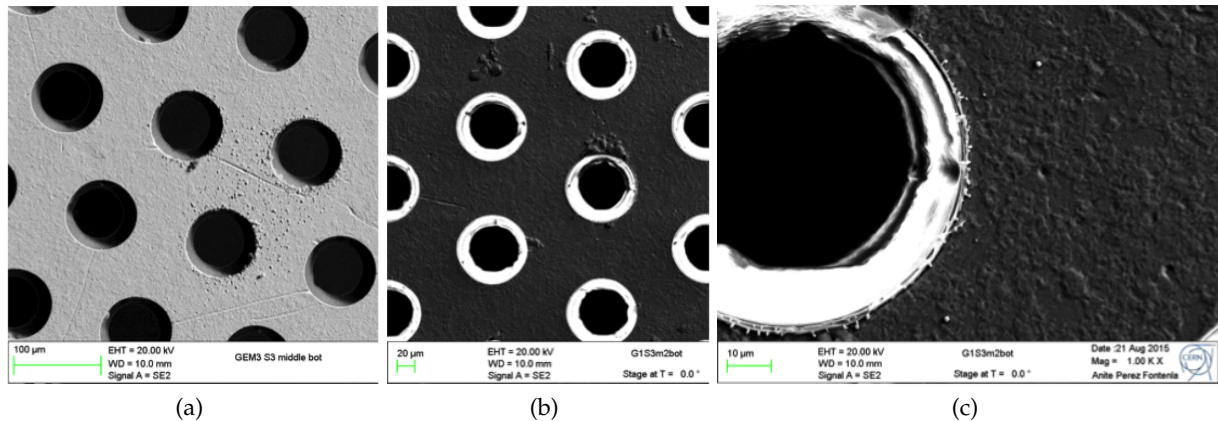 100 µm
EHT = 20.00 kV
WD = 10.0 mm
Signal A = SE2
GEM3 S3 middle bot
20 µm
EHT = 20.00 kV
WD = 10.0 mm
Signal A = SE2
G1S3m2bot
Stage at T = 0.0 °
10 µm
EHT = 20.00 kV
WD = 10.0 mm
Signal A = SE2
G1S3m2bot
Stage at T = 0.0 °
Date :21 Aug 2015
Mag = 1.00 K X
Anite Perez Fontenla
CERN
(a)
(b)
(c)